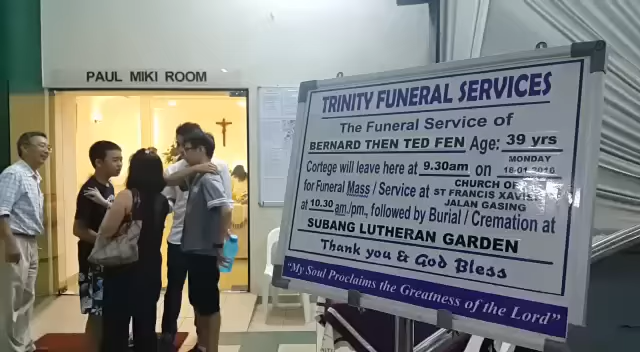 PAUL MIKI ROOM
TRINITY FUNERAL SERVICES
The Funeral Service of
BERNARD THEN TED FEN Age: 39 yrs
Cortege will leave here at 9.30am on MONDAY 18-01-2016
for Funeral Mass / Service at CHURCH OF ST FRANCIS XAVIER JALAN GASING
at 10.30 am/pm, followed by Burial / Cremation at
SUBANG LUTHERAN GARDEN
Thank you & God Bless
"My Soul Proclaims the Greatness of the Lord"